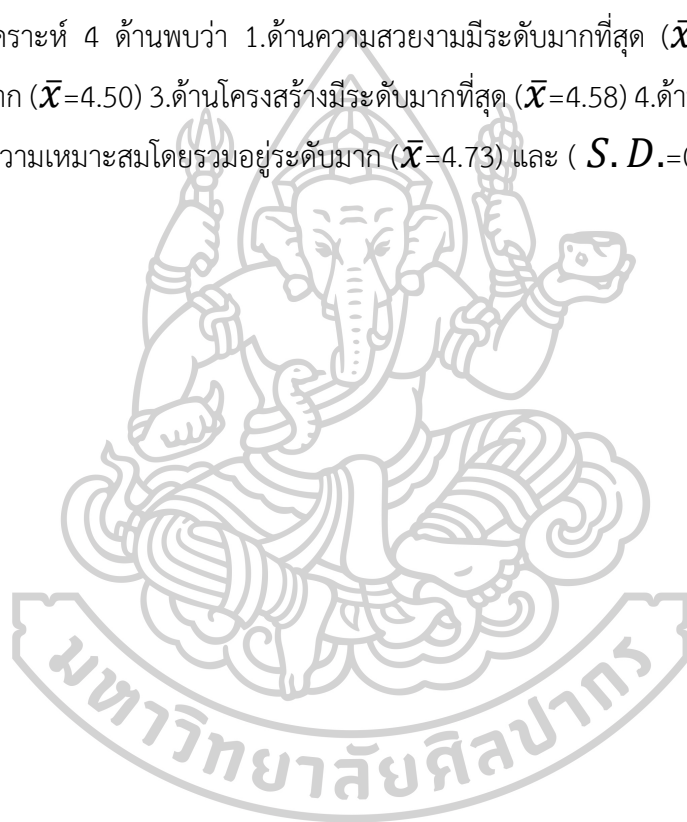 คราะห์ 4 ด้านพบว่า 1.ด้านความสวยงามมีระดับมากที่สุด (x̄
าก (x̄=4.50) 3.ด้านโครงสร้างมีระดับมากที่สุด (x̄=4.58) 4.ด้า
วามเหมาะสมโดยรวมอยู่ระดับมาก (x̄=4.73) และ ( S.D.=
มหาวิทยาลัยศิลปากร